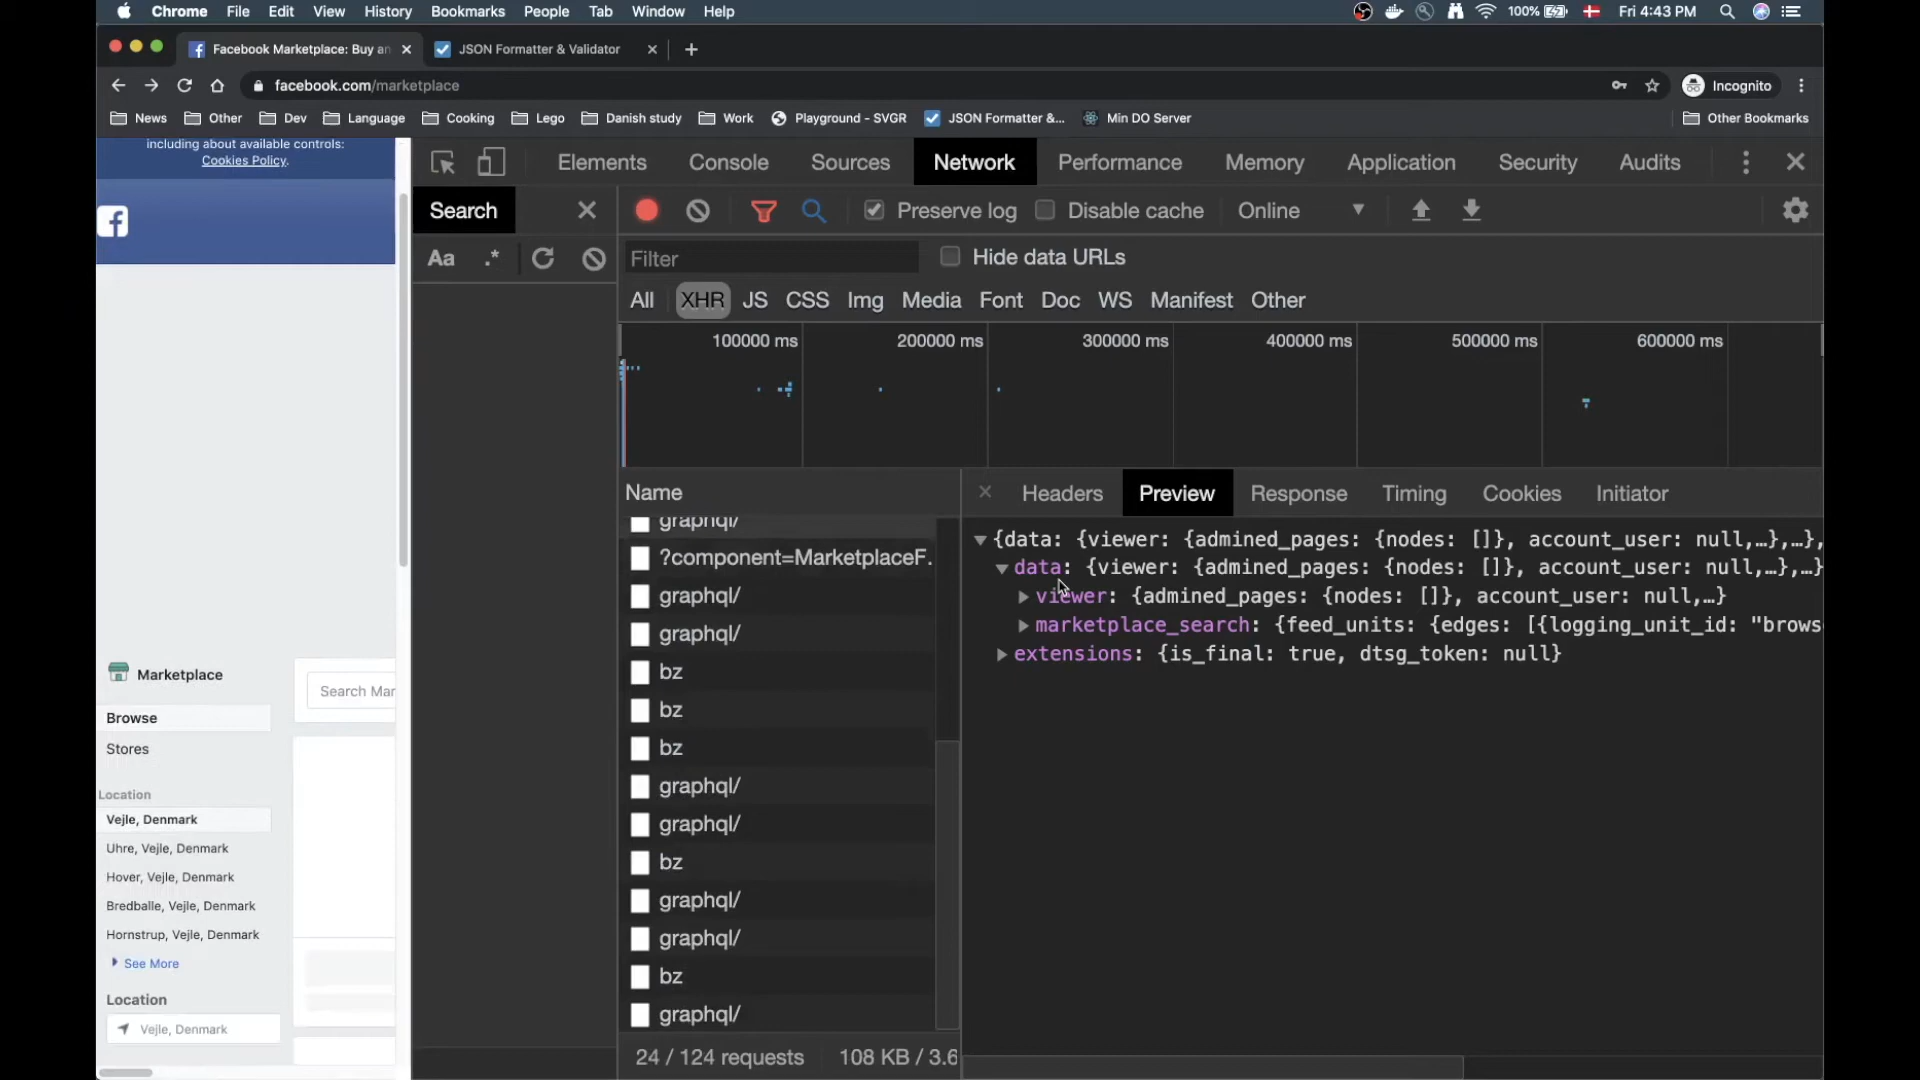 Chrome File Edit View History Bookmarks People Tab Window Help 100% Fri 4:43 PM
Facebook Marketplace: Buy an JSON Formatter & Validator
facebook.com/marketplace Incognito
News Other Dev Language Cooking Lego Danish study Work Playground - SVGR JSON Formatter &... Min DO Server Other Bookmarks
including about available controls:
Cookies Policy.
Elements Console Sources Network Performance Memory Application Security Audits
Search Preserve log Disable cache Online
Aa .* Filter Hide data URLs
All XHR JS CSS Img Media Font Doc WS Manifest Other
100000 ms 200000 ms 300000 ms 400000 ms 500000 ms 600000 ms
Name Headers Preview Response Timing Cookies Initiator
graphql/
?component=MarketplaceF.
graphql/
graphql/
bz
bz
bz
graphql/
graphql/
bz
graphql/
graphql/
bz
graphql/
24 / 124 requests 108 KB / 3.6
{data: {viewer: {admined_pages: {nodes: []}, account_user: null,…},…},
data: {viewer: {admined_pages: {nodes: []}, account_user: null,…},…}
viewer: {admined_pages: {nodes: []}, account_user: null,…}
marketplace_search: {feed_units: {edges: [{logging_unit_id: "brows
extensions: {is_final: true, dtsg_token: null}
Marketplace
Search Mar
Browse
Stores
Location
Vejle, Denmark
Uhre, Vejle, Denmark
Hover, Vejle, Denmark
Bredballe, Vejle, Denmark
Hornstrup, Vejle, Denmark
See More
Location
Vejle, Denmark